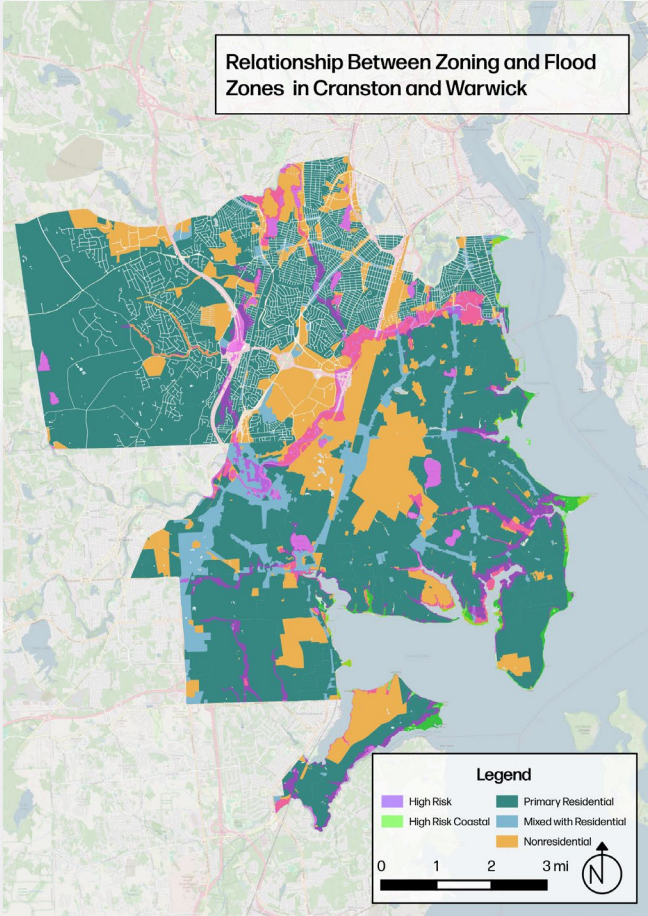 Relationship Between Zoning and Flood
Zones in Cranston and Warwick
Legend
High Risk
High Risk Coastal
Primary Residential
Mixed with Residential
Nonresidential
0 1 2 3 mi
N